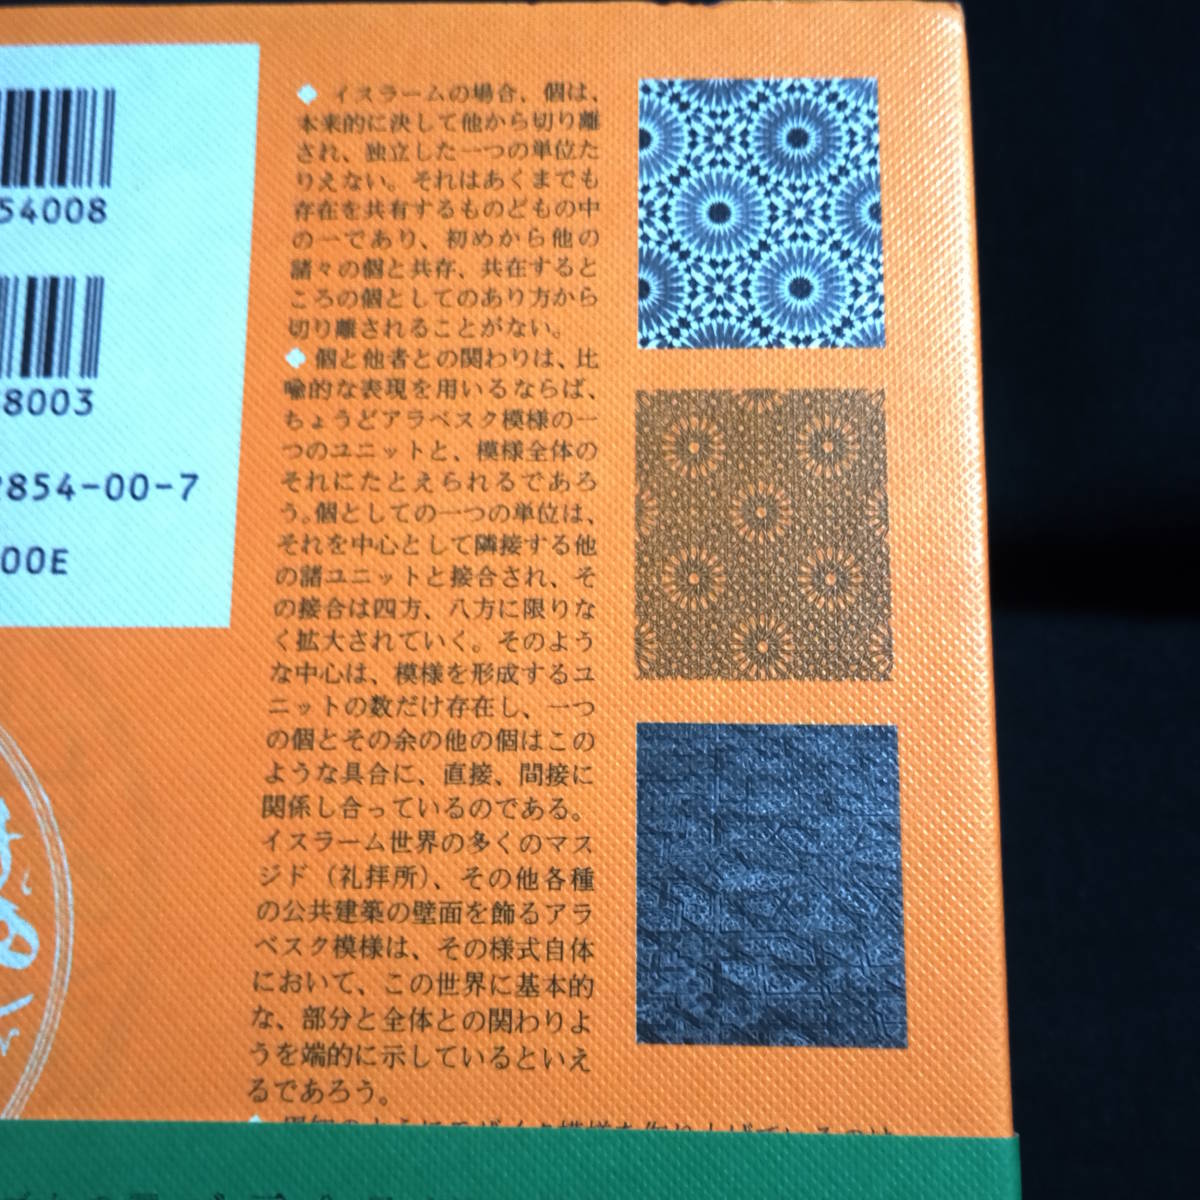 54008
8003
854-00-7
00E
イスラームの場合、個は、
本来的に決して他から切り離
され、独立した一つの単位た
りえない。それはあくまでも
存在を共有するものどもの中
の一であり、初めから他の
諸々の個と共存、共在すると
ころの個としてのあり方から
切り離されることがない。
個と他者との関わりは、比
喩的な表現を用いるならば、
ちょうどアラベスク模様の一
つのユニットと、模様全体の
それにたとえられるであろ
う。個としての一つの単位は、
それを中心として隣接する他
の諸ユニットと接合され、そ
の接合は四方、八方に限りな
く拡大されていく。そのよう
な中心は、模様を形成するユ
ニットの数だけ存在し、一つ
の個とその余の他の個はこの
ような具合に、直接、間接に
関係し合っているのである。
イスラーム世界の多くのマス
ジド（礼拝所）、その他各種
の公共建築の壁面を飾るアラ
ベスク模様は、その様式自体
において、この世界に基本的
な、部分と全体との関わりよ
うを端的に示しているといえ
るであろう。